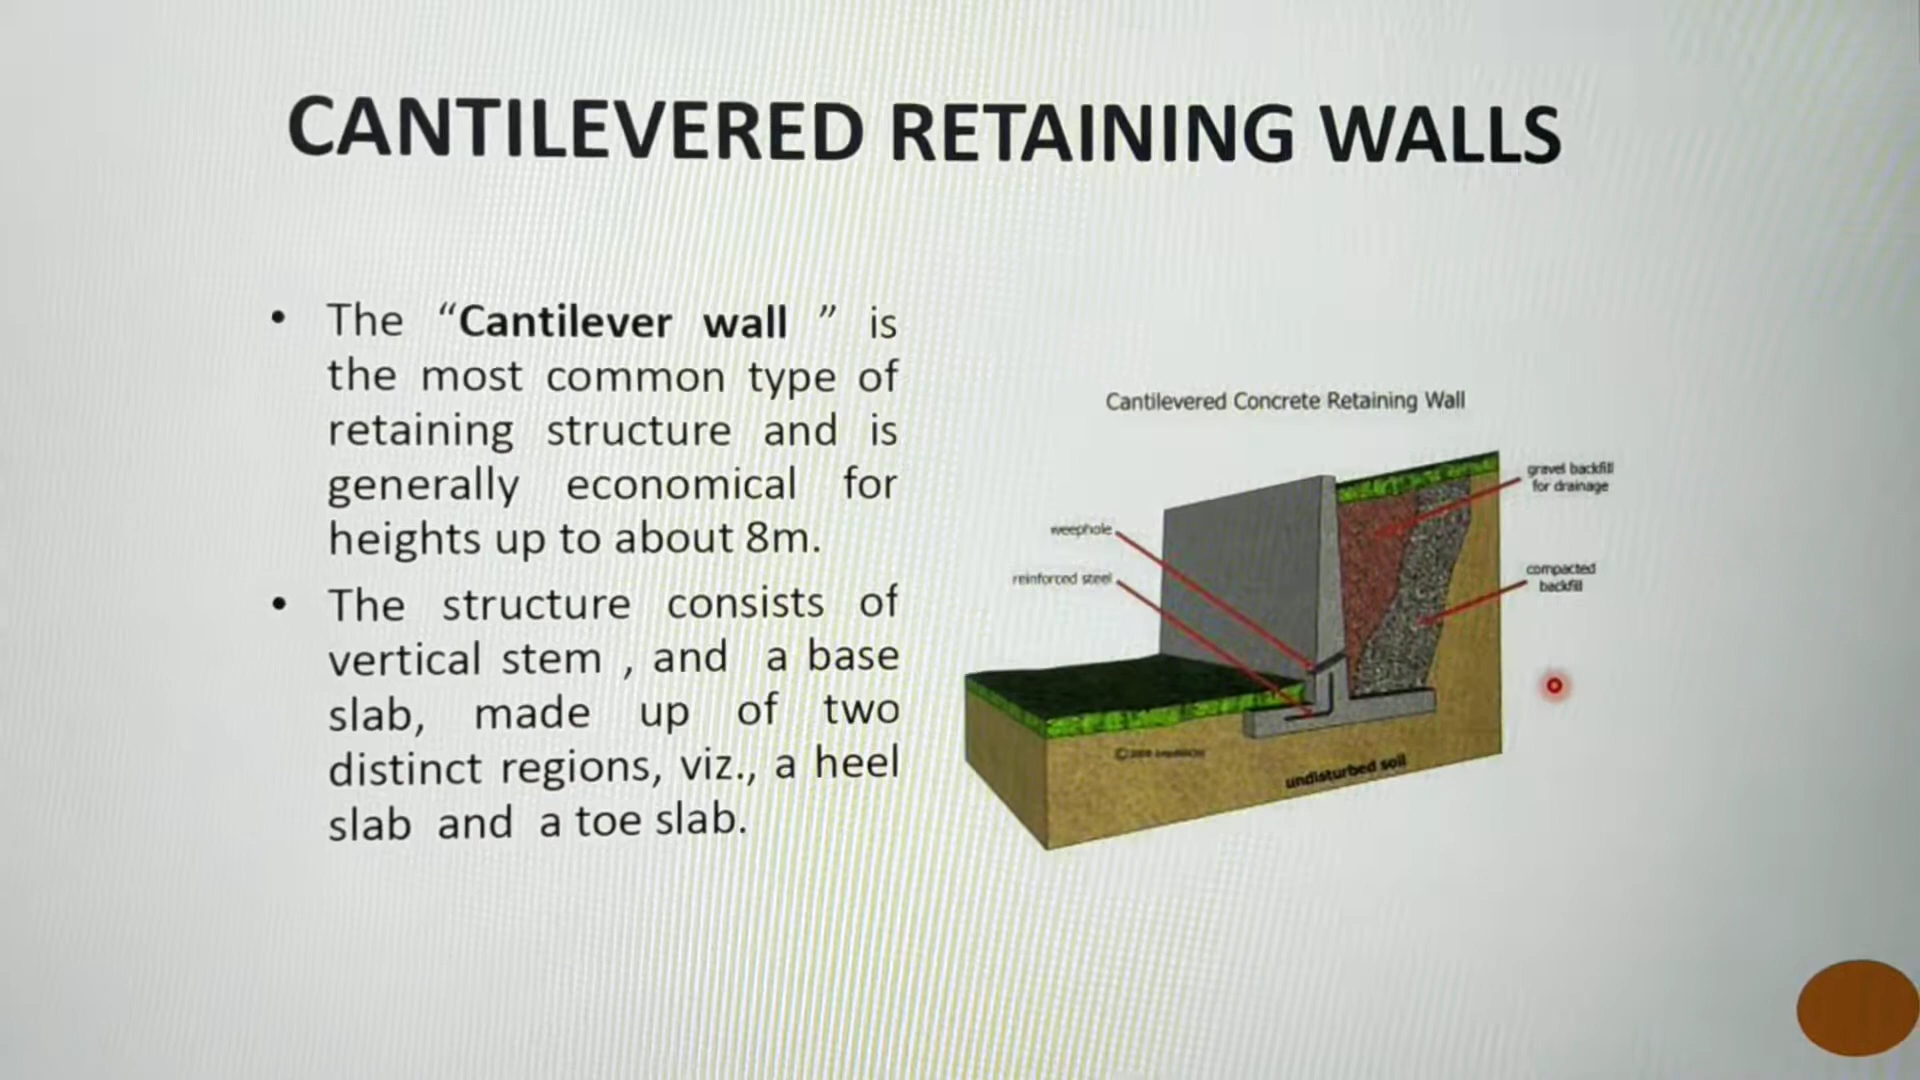 CANTILEVERED RETAINING WALLS
• The “Cantilever wall ” is
the most common type of
retaining structure and is
generally economical for
heights up to about 8m.
• The structure consists of
vertical stem , and a base
slab, made up of two
distinct regions, viz., a heel
slab and a toe slab.
Cantilevered Concrete Retaining Wall
gravel backfill
for drainage
weephole
reinforced steel
compacted
backfill
undisturbed soil